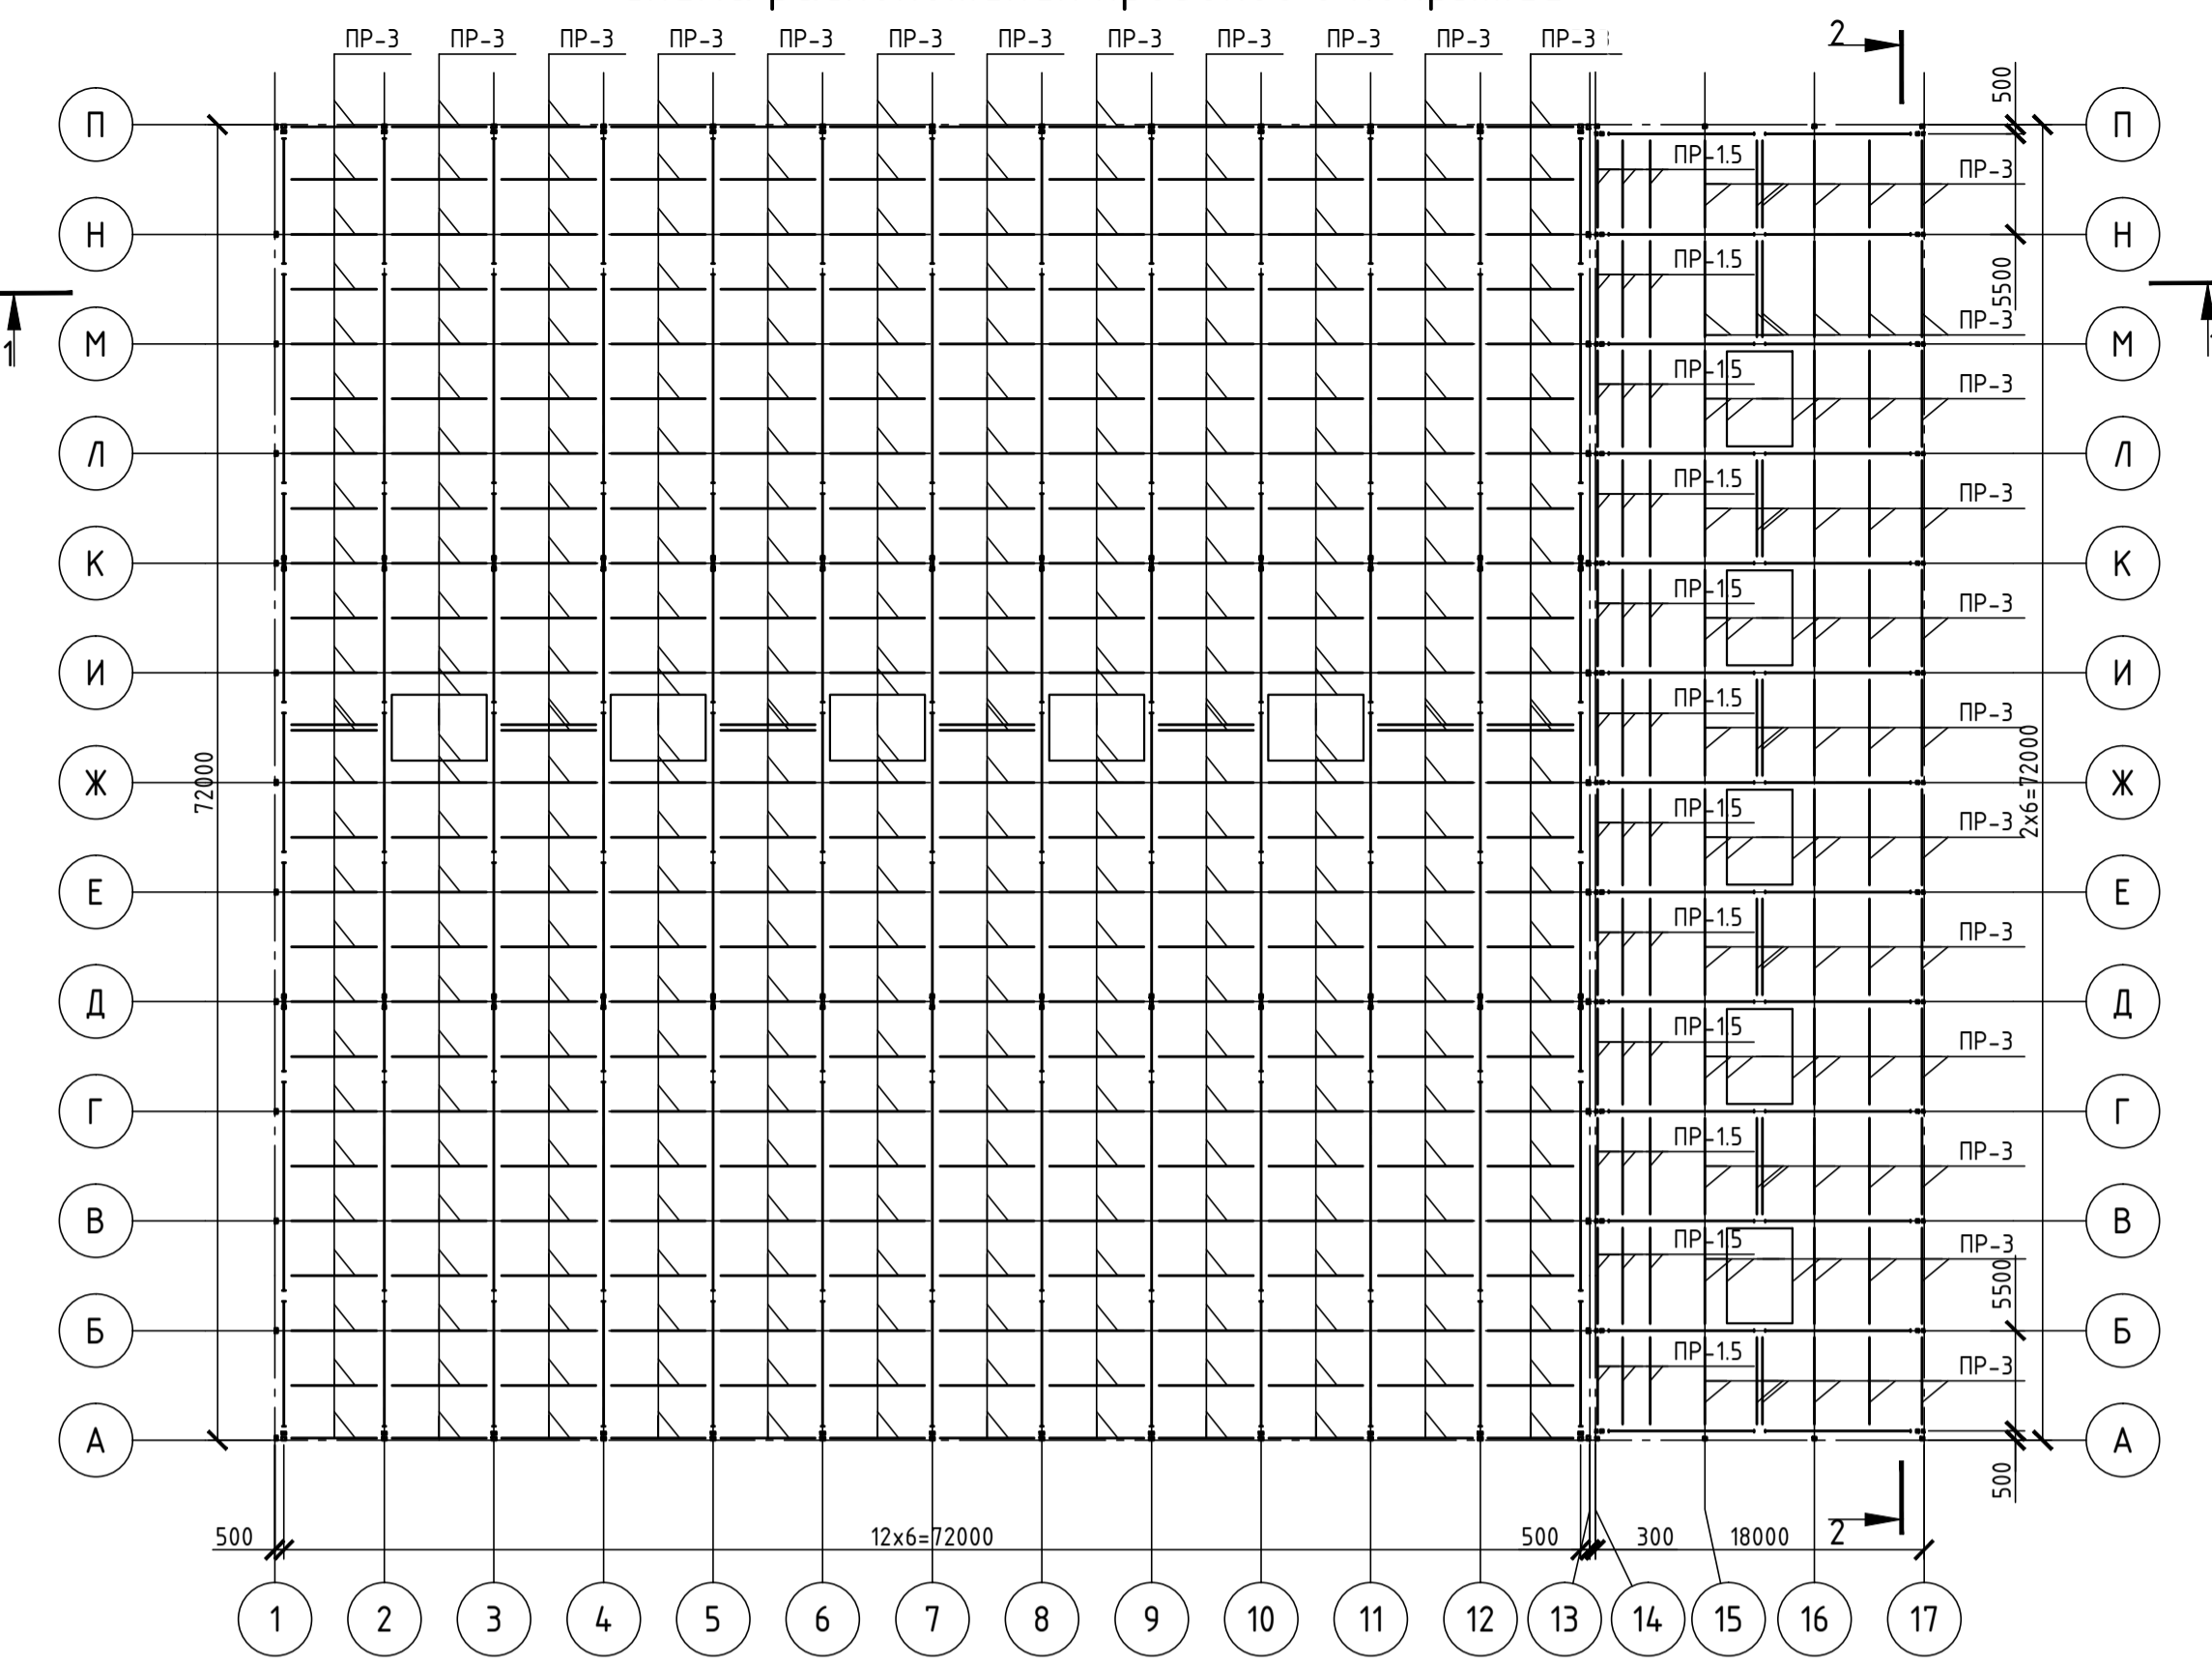 ПР-3 ПР-3 ПР-3 ПР-3 ПР-3 ПР-3 ПР-3 ПР-3 ПР-3 ПР-3 ПР-3 ПР-3
2
500
П П
ПР-1.5
ПР-3
Н Н
ПР-1.5
5500
ПР-3
1
М М
ПР-1.5
ПР-3
Л Л
ПР-1.5
ПР-3
К К
ПР-1.5
ПР-3
И И
ПР-1.5
ПР-3
72000
2х6=72000
Ж Ж
ПР-1.5
ПР-3
Е Е
ПР-1.5
ПР-3
Д Д
ПР-1.5
ПР-3
Г Г
ПР-1.5
ПР-3
В В
ПР-1.5
ПР-3
5500
Б Б
ПР-1.5
ПР-3
А А
500
500 12х6=72000 500 300 18000 2
1 2 3 4 5 6 7 8 9 10 11 12 13 14 15 16 17